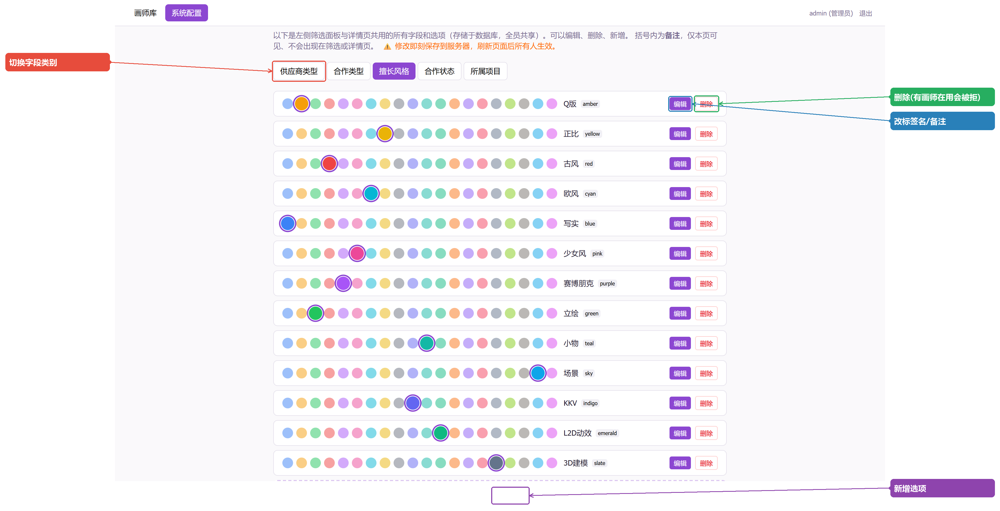 画师库 系统配置 admin (管理员) 退出
以下是左侧筛选面板与详情页共用的所有字段和选项（存储于数据库，全员共享）。可以编辑、删除、新增。 括号内为备注，仅本页可
见、不会出现在筛选或详情页。 ⚠ 修改即刻保存到服务器，刷新页面后所有人生效。
切换字段类别
供应商类型 合作类型 擅长风格 合作状态 所属项目
删除(有画师在用会被拒)
Q版 amber 编辑 删除
改标签名/备注
正比 yellow 编辑 删除
古风 red 编辑 删除
欧风 cyan 编辑 删除
写实 blue 编辑 删除
少女风 pink 编辑 删除
赛博朋克 purple 编辑 删除
立绘 green 编辑 删除
小物 teal 编辑 删除
场景 sky 编辑 删除
KKV indigo 编辑 删除
L2D动效 emerald 编辑 删除
3D建模 slate 编辑 删除
新增选项